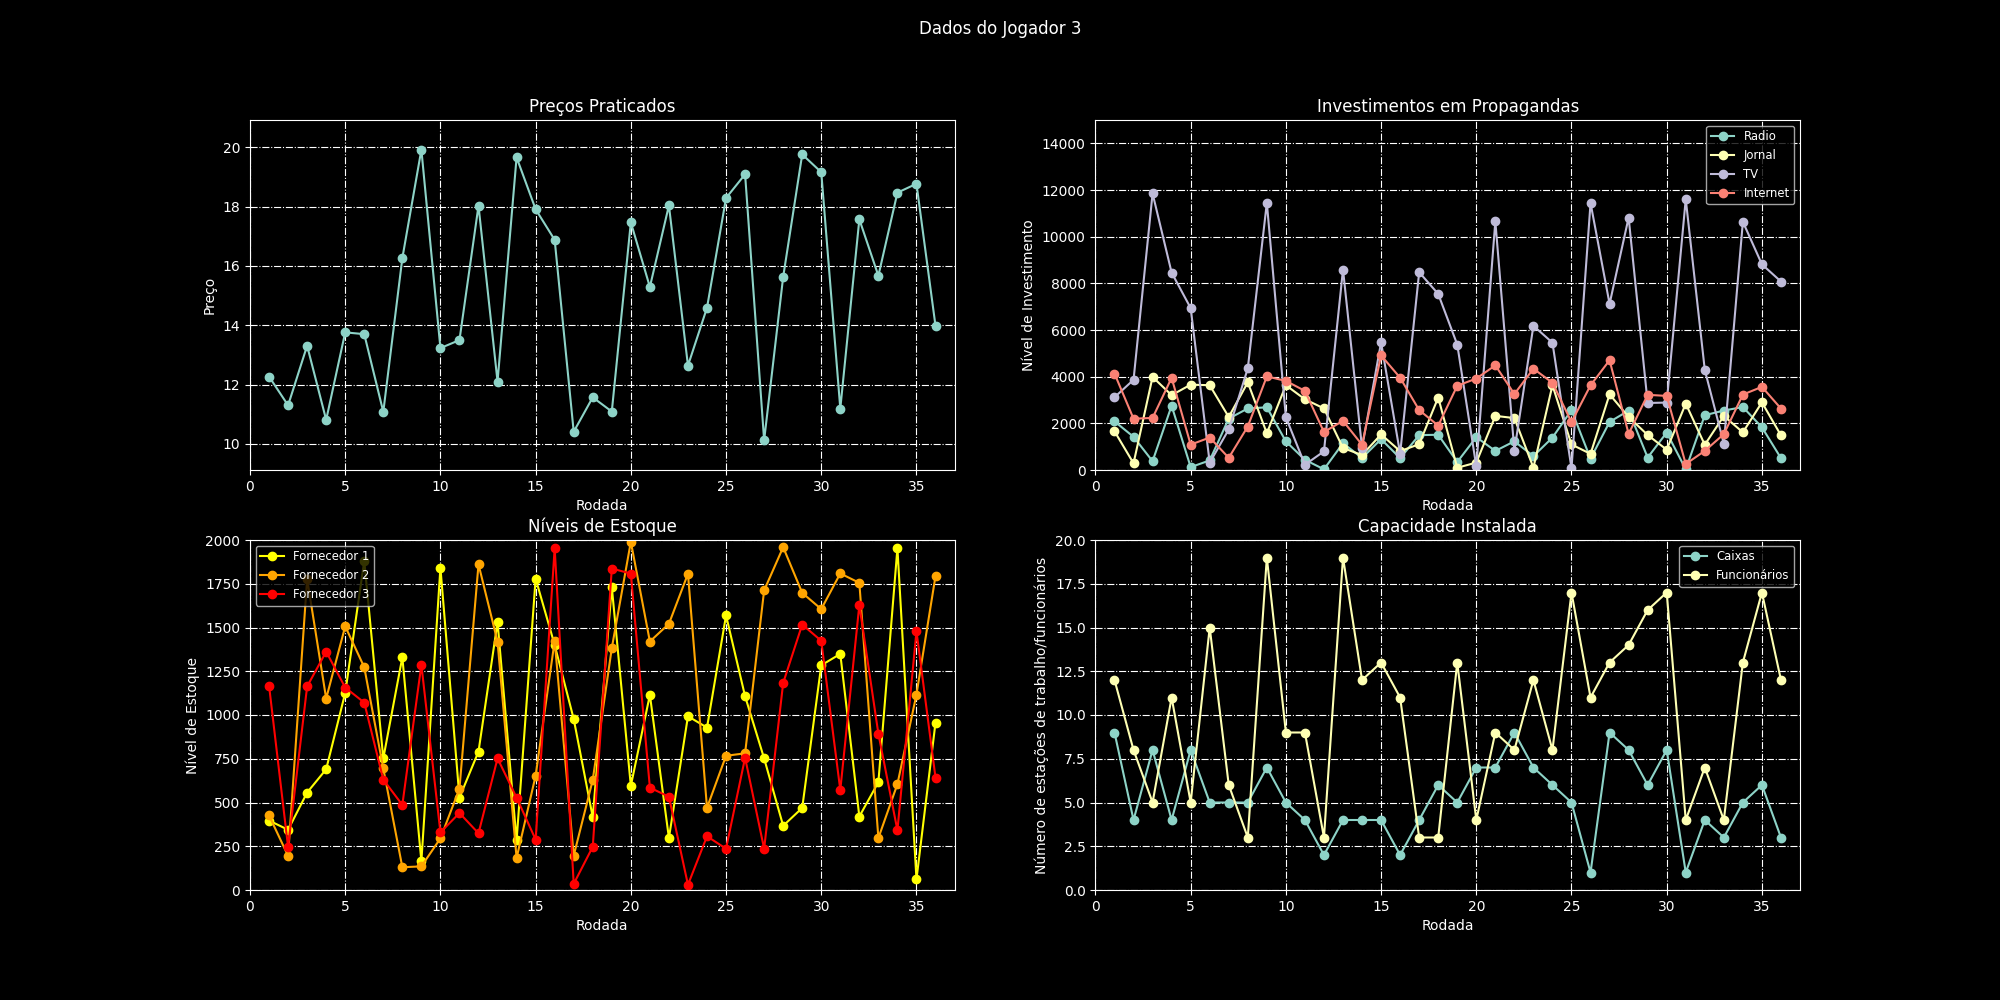 Dados do Jogador 3
Preços Praticados
Preço
20
18
16
14
12
10
0 5 10 15 20 25 30 35
Rodada
Investimentos em Propagandas
Nível de Investimento
14000
12000
10000
8000
6000
4000
2000
0
Radio
Jornal
TV
Internet
0 5 10 15 20 25 30 35
Rodada
Níveis de Estoque
Nível de Estoque
2000
1750
1500
1250
1000
750
500
250
0
Fornecedor 1
Fornecedor 2
Fornecedor 3
0 5 10 15 20 25 30 35
Rodada
Capacidade Instalada
Número de estações de trabalho/funcionários
20.0
17.5
15.0
12.5
10.0
7.5
5.0
2.5
0.0
Caixas
Funcionários
0 5 10 15 20 25 30 35
Rodada